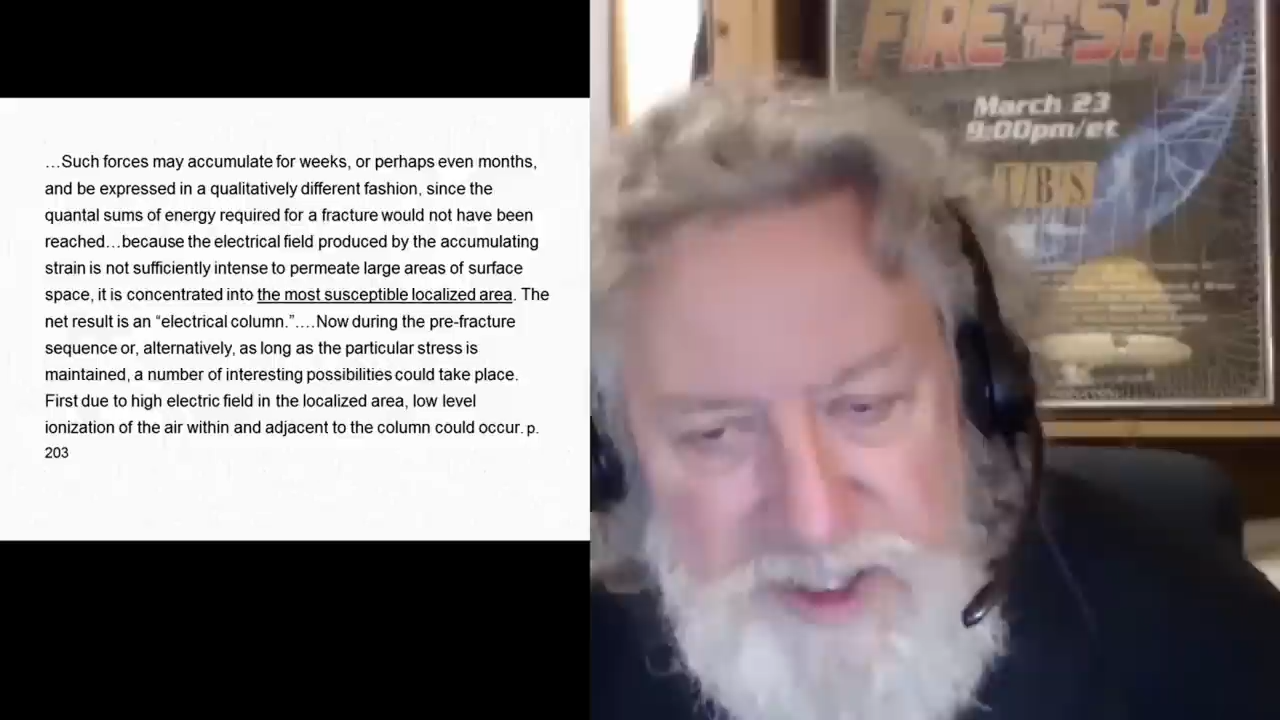 …Such forces may accumulate for weeks, or perhaps even months,
and be expressed in a qualitatively different fashion, since the
quantal sums of energy required for a fracture would not have been
reached…because the electrical field produced by the accumulating
strain is not sufficiently intense to permeate large areas of surface
space, it is concentrated into the most susceptible localized area. The
net result is an “electrical column.”….Now during the pre-fracture
sequence or, alternatively, as long as the particular stress is
maintained, a number of interesting possibilities could take place.
First due to high electric field in the localized area, low level
ionization of the air within and adjacent to the column could occur. p.
203
FIRE FROM THE SKY
March 23
9:00pm/et
TBS